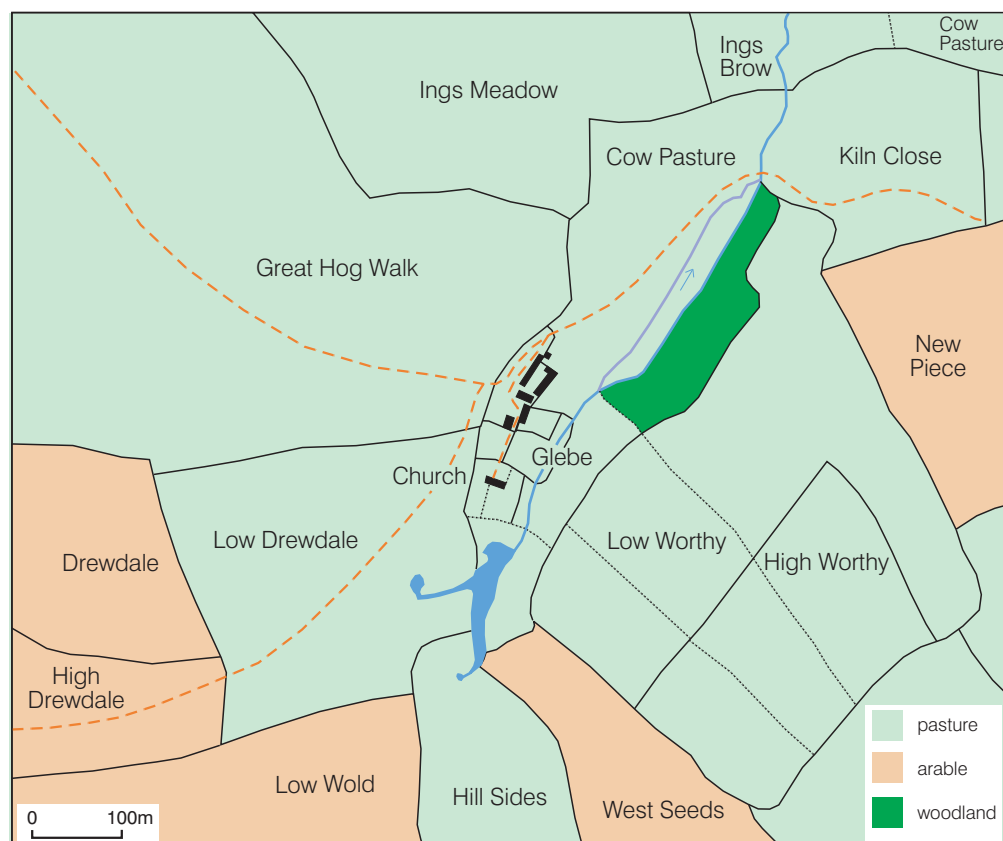 Cow
Pasture
Ings
Brow
Ings Meadow
Cow Pasture
Kiln Close
Great Hog Walk
New
Piece
Church
Glebe
Low Drewdale
Low Worthy
High Worthy
Drewdale
High
Drewdale
Low Wold
Hill Sides
West Seeds
pasture
arable
woodland
0 100m